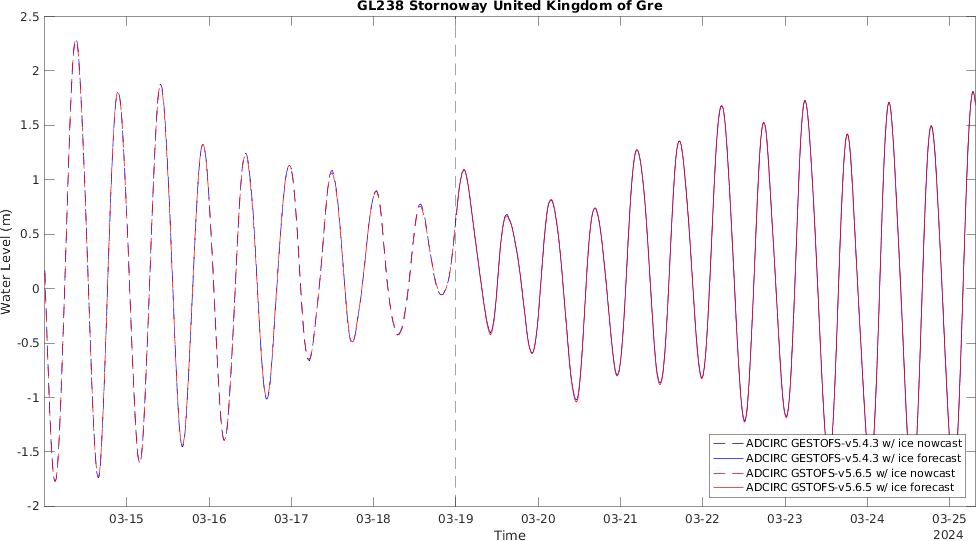 GL238 Stornoway United Kingdom of Gre
2.5
2
1.5
1
0.5
0
-0.5
-1
-1.5
-2
Water Level (m)
ADCIRC GESTOFS-v5.4.3 w/ ice nowcast
ADCIRC GESTOFS-v5.4.3 w/ ice forecast
ADCIRC GSTOFS-v5.6.5 w/ ice nowcast
ADCIRC GSTOFS-v5.6.5 w/ ice forecast
03-15 03-16 03-17 03-18 03-19 03-20 03-21 03-22 03-23 03-24 03-25
Time 2024